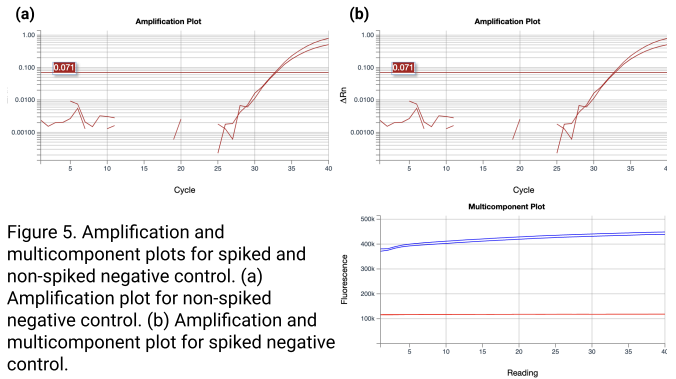 (a)
Amplification Plot
1.00
0.100
0.071
0.0100
0.00100
5 10 15 20 25 30 35 40
Cycle
(b)
Amplification Plot
1.00
0.100
0.071
0.0100
0.00100
ΔRn
5 10 15 20 25 30 35 40
Cycle
Multicomponent Plot
500k
400k
300k
200k
100k
Fluorescence
5 10 15 20 25 30 35 40
Reading
Figure 5. Amplification and
multicomponent plots for spiked and
non-spiked negative control. (a)
Amplification plot for non-spiked
negative control. (b) Amplification and
multicomponent plot for spiked negative
control.